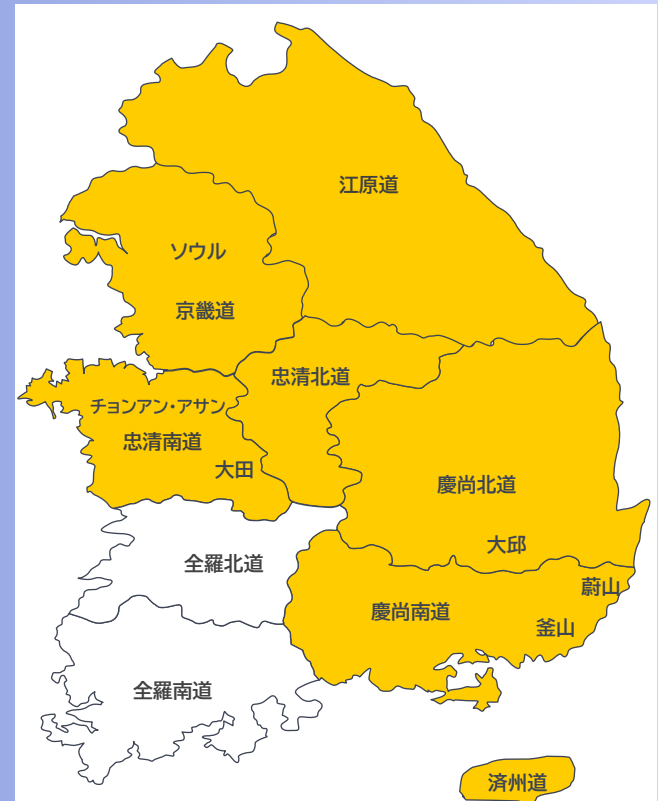 江原道
ソウル
京畿道
忠清北道
チョンアン・アサン
忠清南道
大田
慶尚北道
大邱
全羅北道
蔚山
慶尚南道
釜山
全羅南道
済州道